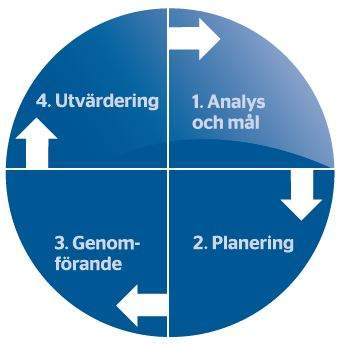 1. Analys
och mål
2. Planering
3. Genom-
förande
4. Utvärdering